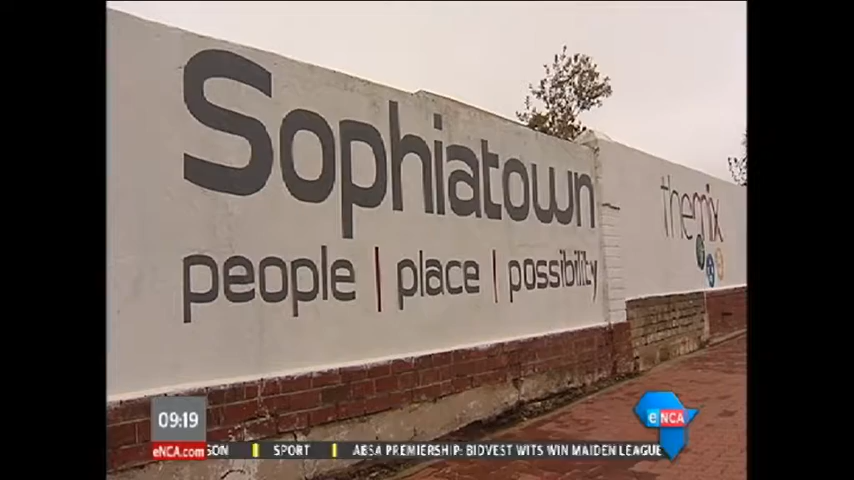 Sophiatown
people | place | possibility
themix
09:19
eNCA.com
SON | SPORT | ABSA PREMIERSHIP: BIDVEST WITS WIN MAIDEN LEAGUE
eNCA